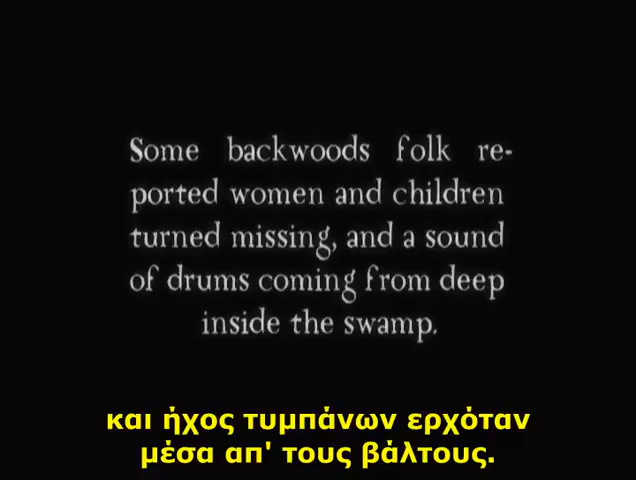 Some backwoods folk re-
ported women and children
turned missing, and a sound
of drums coming from deep
inside the swamp.
και ήχος τυμπάνων ερχόταν
μέσα απ' τους βάλτους.